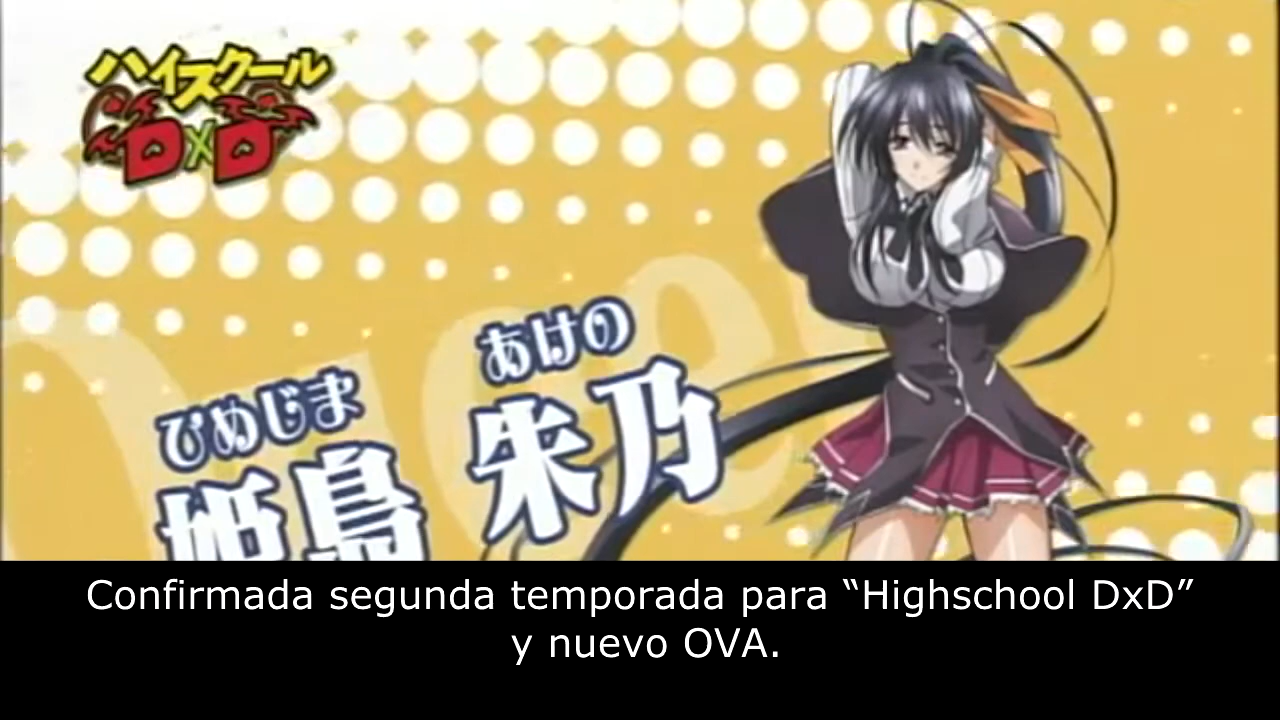 ハイスクール
D×D
あけの
ひめじま
朱乃
姫島
Confirmada segunda temporada para “Highschool DxD”
y nuevo OVA.